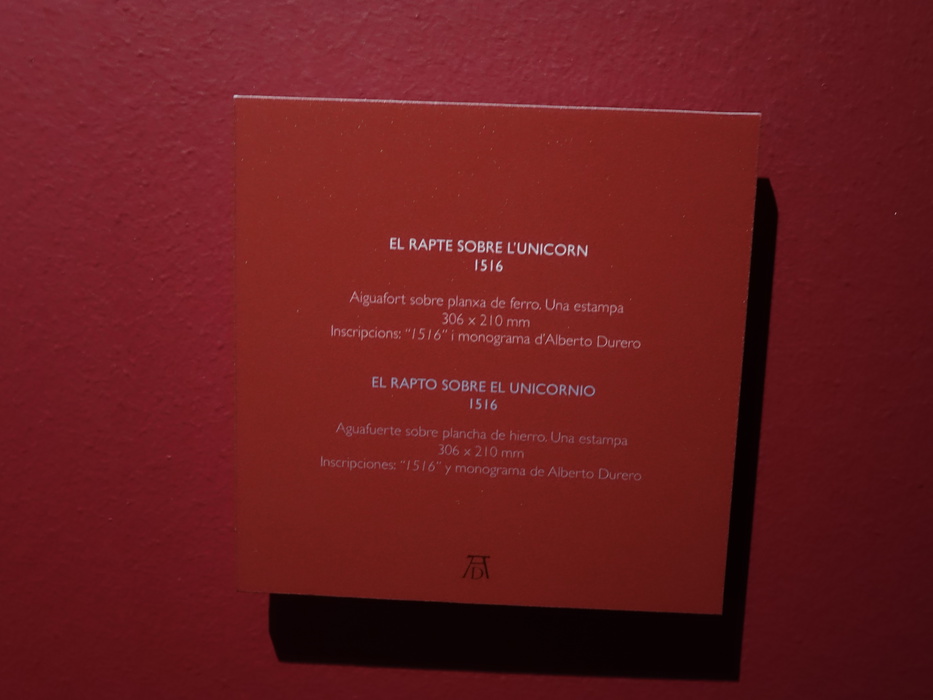 EL RAPTE SOBRE L'UNICORN
1516
Aiguafort sobre planxa de ferro. Una estampa
306 x 210 mm
Inscripcions: "1516" i monograma d'Alberto Durero
EL RAPTO SOBRE EL UNICORNIO
1516
Aguafuerte sobre plancha de hierro. Una estampa
306 x 210 mm
Inscripciones: "1516" y monograma de Alberto Durero
AD